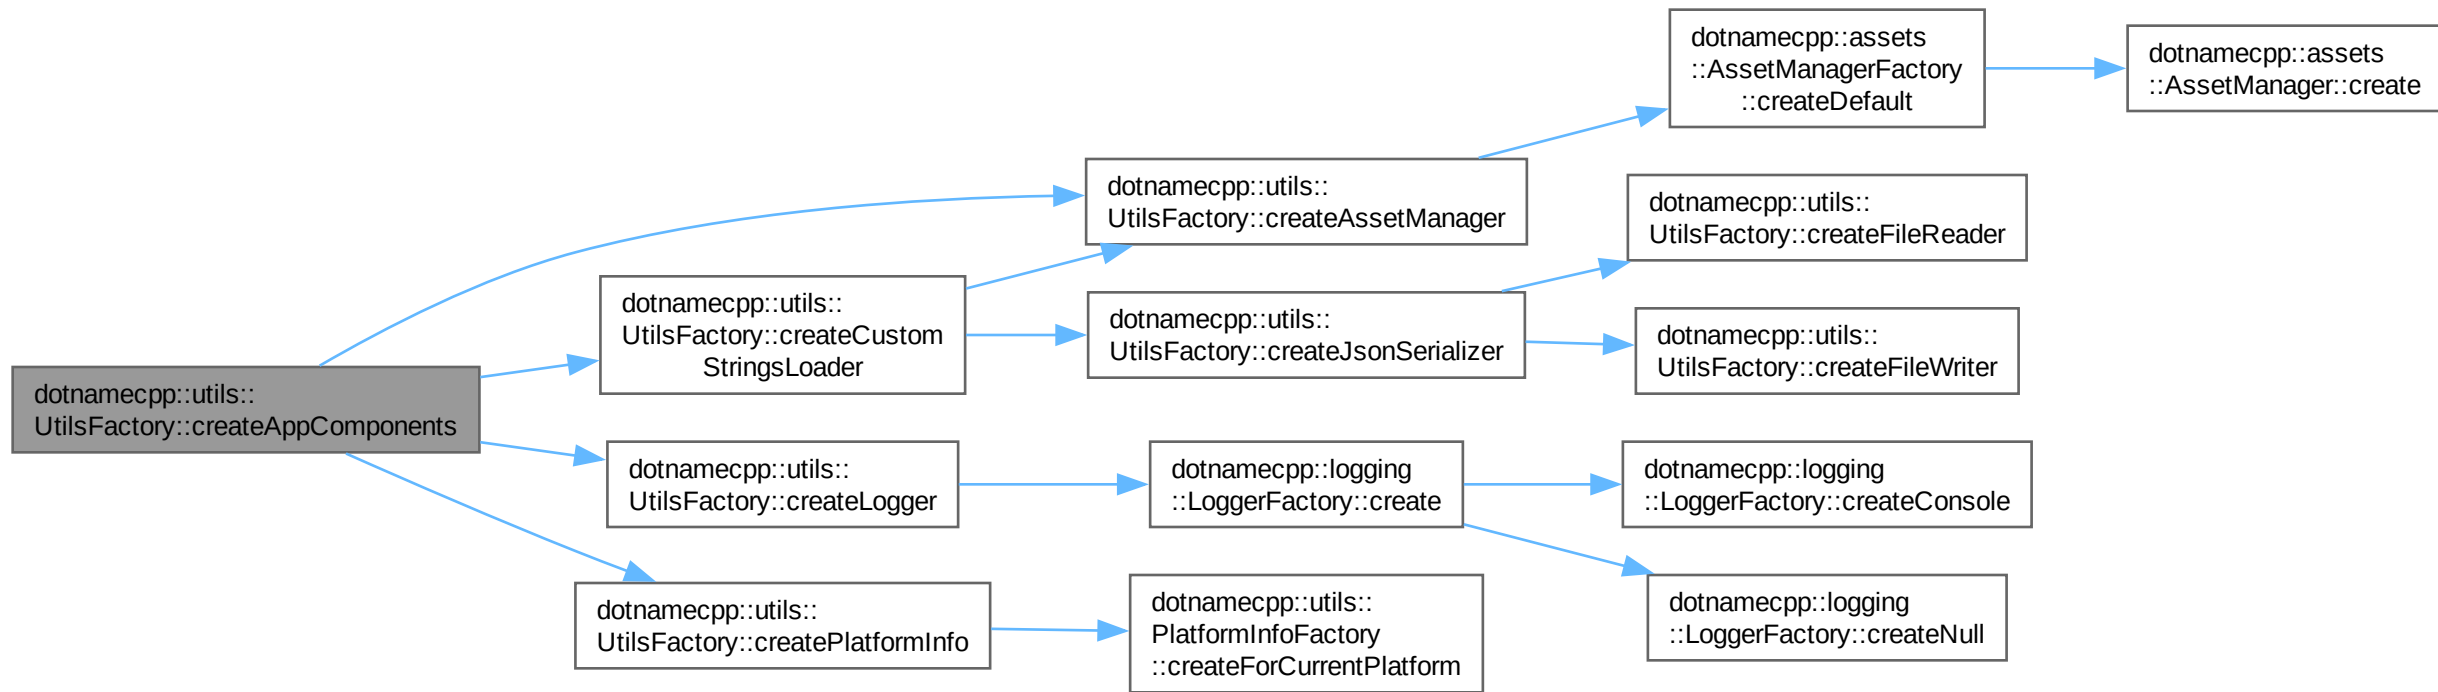 dotnamecpp::utils::
UtilsFactory::createAppComponents
dotnamecpp::utils::
UtilsFactory::createAssetManager
dotnamecpp::assets
::AssetManagerFactory
::createDefault
dotnamecpp::assets
::AssetManager::create
dotnamecpp::utils::
UtilsFactory::createCustom
StringsLoader
dotnamecpp::utils::
UtilsFactory::createJsonSerializer
dotnamecpp::utils::
UtilsFactory::createFileReader
dotnamecpp::utils::
UtilsFactory::createFileWriter
dotnamecpp::utils::
UtilsFactory::createLogger
dotnamecpp::logging
::LoggerFactory::create
dotnamecpp::logging
::LoggerFactory::createConsole
dotnamecpp::logging
::LoggerFactory::createNull
dotnamecpp::utils::
UtilsFactory::createPlatformInfo
dotnamecpp::utils::
PlatformInfoFactory
::createForCurrentPlatform